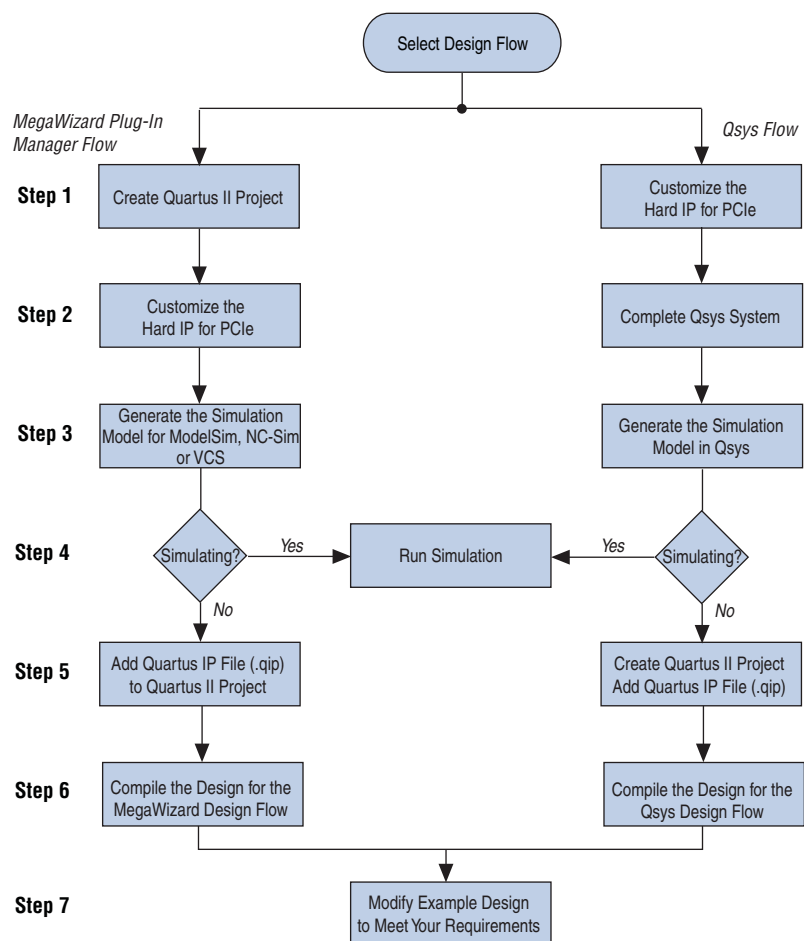 Select Design Flow
MegaWizard Plug-In
Manager Flow
Qsys Flow
Step 1
Create Quartus II Project
Customize the
Hard IP for PCIe
Step 2
Customize the
Hard IP for PCIe
Complete Qsys System
Step 3
Generate the Simulation
Model for ModelSim, NC-Sim
or VCS
Generate the Simulation
Model in Qsys
Step 4
Simulating?
Yes
Run Simulation
Yes
Simulating?
No
No
Step 5
Add Quartus IP File (.qip)
to Quartus II Project
Create Quartus II Project
Add Quartus IP File (.qip)
Step 6
Compile the Design for the
MegaWizard Design Flow
Compile the Design for the
Qsys Design Flow
Step 7
Modify Example Design
to Meet Your Requirements